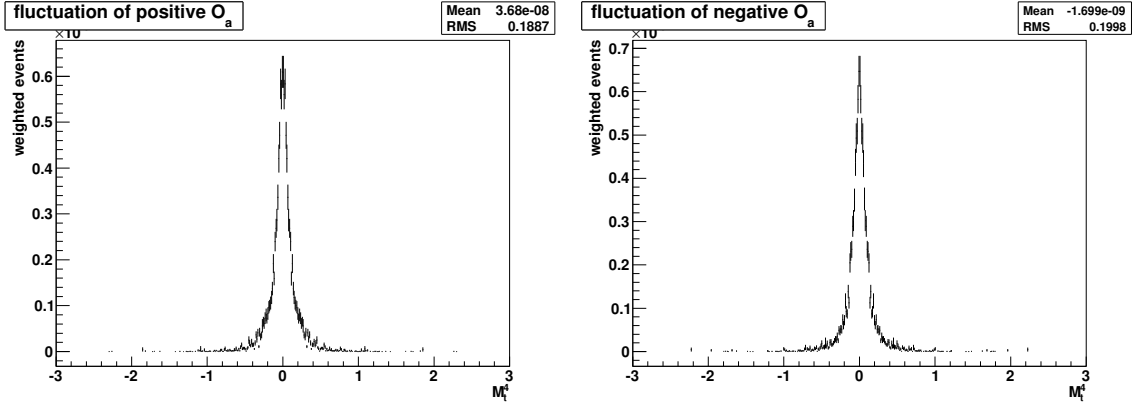 fluctuation of positive O_a
Mean 3.68e-08
RMS 0.1887
×10
weighted events
0.6
0.5
0.4
0.3
0.2
0.1
0
-3 -2 -1 0 1 2 3
M_t^4
fluctuation of negative O_a
Mean -1.699e-09
RMS 0.1998
weighted events
0.7
0.6
0.5
0.4
0.3
0.2
0.1
0
-3 -2 -1 0 1 2 3
M_t^4